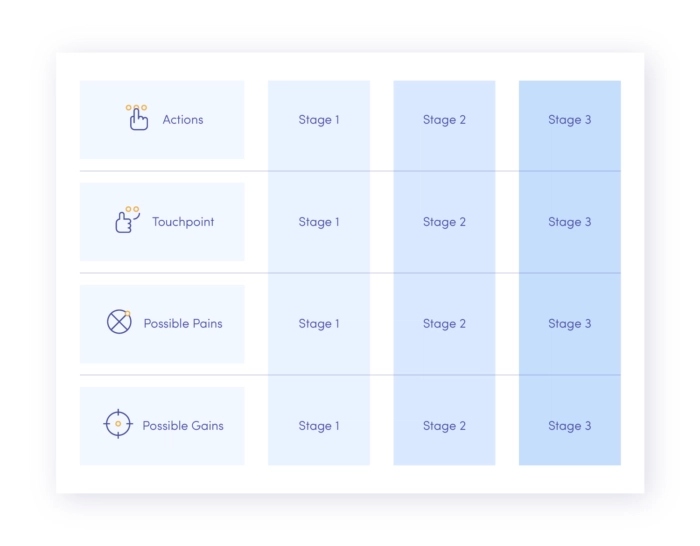 Actions
Stage 1
Stage 2
Stage 3
Touchpoint
Stage 1
Stage 2
Stage 3
Possible Pains
Stage 1
Stage 2
Stage 3
Possible Gains
Stage 1
Stage 2
Stage 3